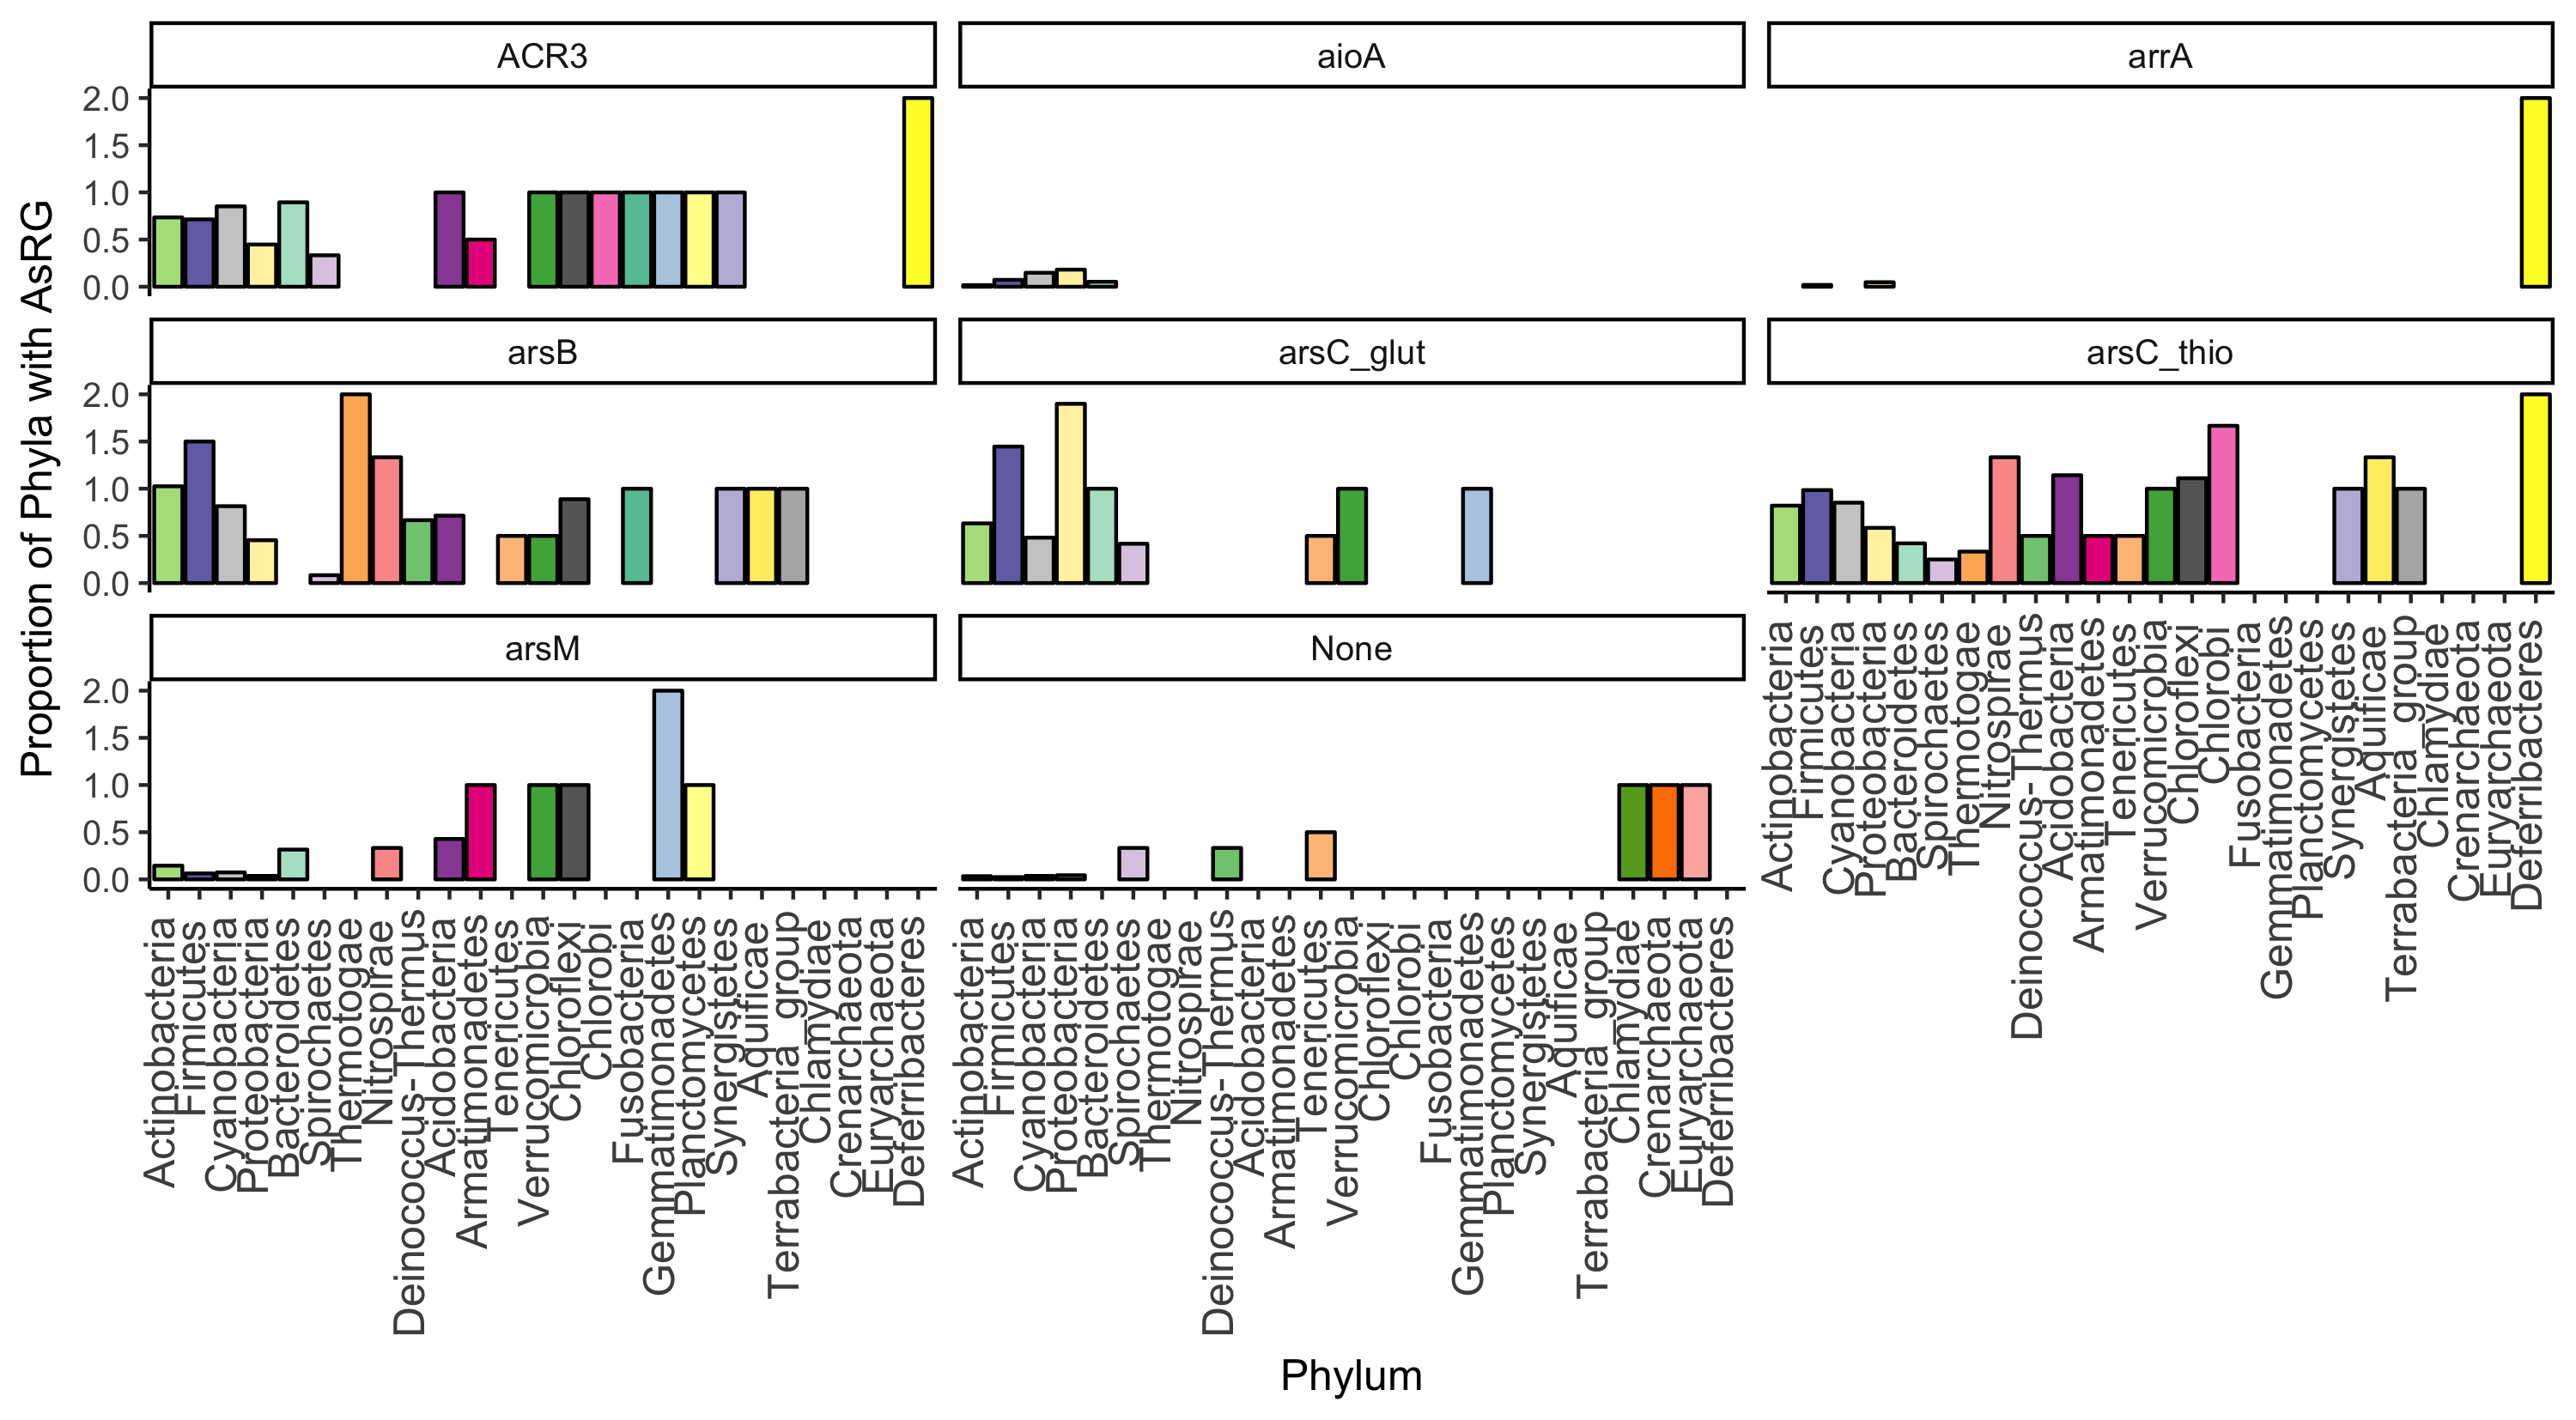 Proportion of Phyla with AsRG
ACR3
aioA
arrA
2.0
1.5
1.0
0.5
0.0
arsB
arsC_glut
arsC_thio
2.0
1.5
1.0
0.5
0.0
arsM
None
2.0
1.5
1.0
0.5
0.0
Actinobacteria
Firmicutes
Cyanobacteria
Proteobacteria
Bacteroidetes
Spirochaetes
Thermotogae
Nitrospirae
Deinococcus-Thermus
Acidobacteria
Armatimonadetes
Tenericutes
Verrucomicrobia
Chloroflexi
Chlorobi
Fusobacteria
Gemmatimonadetes
Planctomycetes
Synergistetes
Aquificae
Terrabacteria_group
Chlamydiae
Crenarchaeota
Euryarchaeota
Deferribacteres
Actinobacteria
Firmicutes
Cyanobacteria
Proteobacteria
Bacteroidetes
Spirochaetes
Thermotogae
Nitrospirae
Deinococcus-Thermus
Acidobacteria
Armatimonadetes
Tenericutes
Verrucomicrobia
Chloroflexi
Chlorobi
Fusobacteria
Gemmatimonadetes
Planctomycetes
Synergistetes
Aquificae
Terrabacteria_group
Chlamydiae
Crenarchaeota
Euryarchaeota
Deferribacteres
Actinobacteria
Firmicutes
Cyanobacteria
Proteobacteria
Bacteroidetes
Spirochaetes
Thermotogae
Nitrospirae
Deinococcus-Thermus
Acidobacteria
Armatimonadetes
Tenericutes
Verrucomicrobia
Chloroflexi
Chlorobi
Fusobacteria
Gemmatimonadetes
Planctomycetes
Synergistetes
Aquificae
Terrabacteria_group
Chlamydiae
Crenarchaeota
Euryarchaeota
Deferribacteres
Phylum